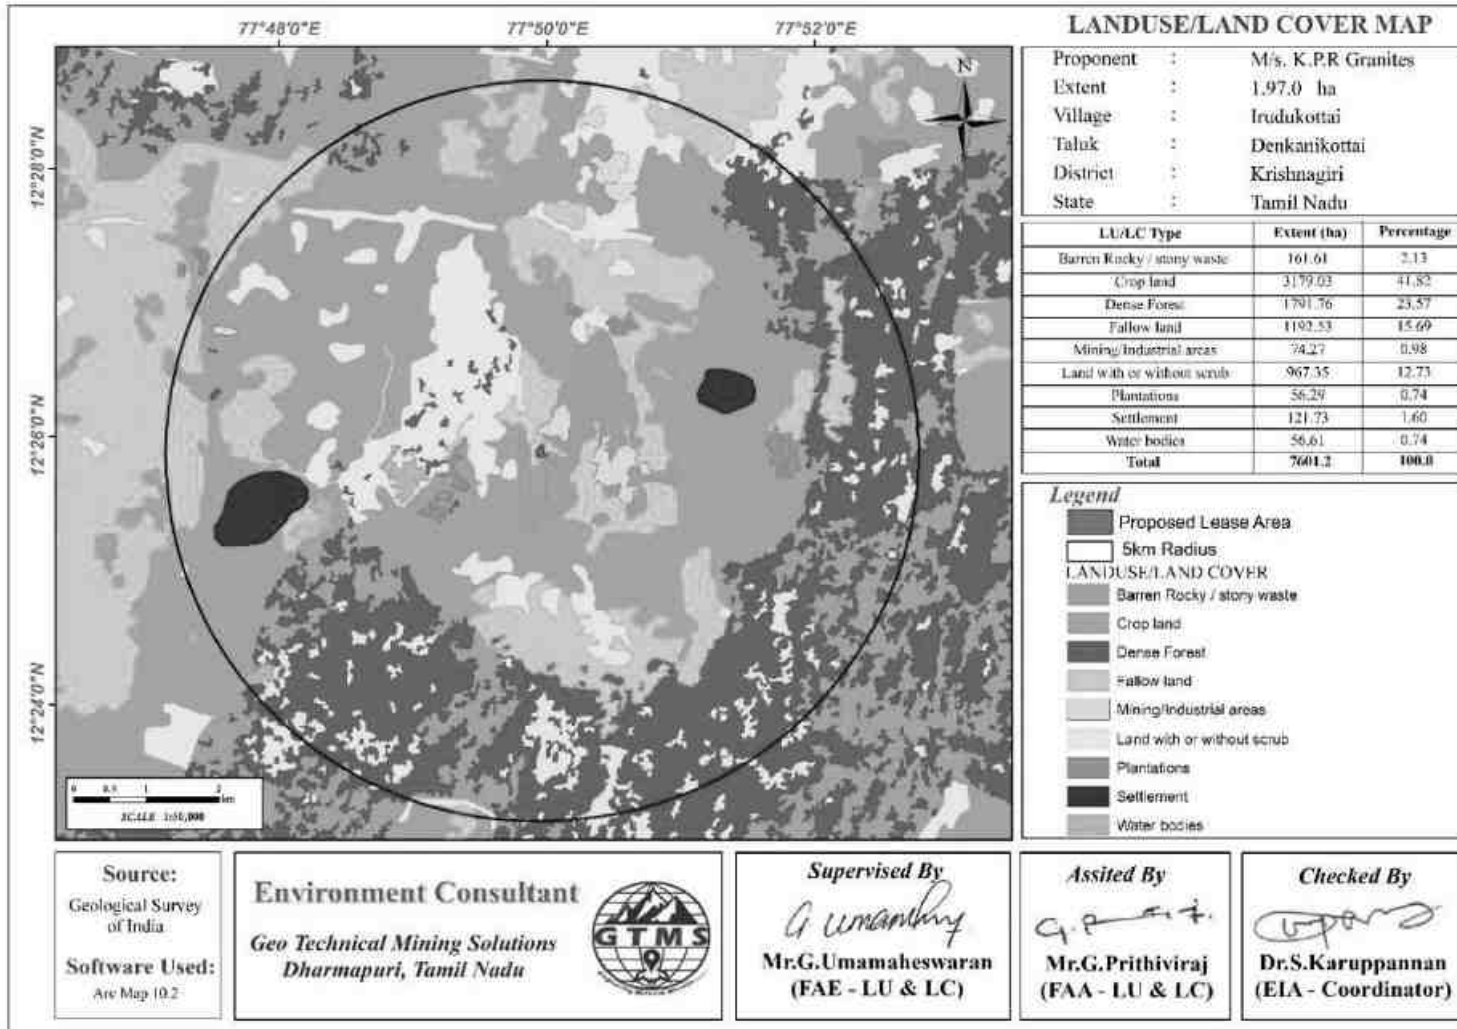 77°48'0"E 77°50'0"E 77°52'0"E
12°28'0"N
12°26'0"N
12°24'0"N
N
0 0.5 1 2
km
SCALE 1:50,000
LANDUSE/LAND COVER MAP
Proponent : M/s. K.P.R Granites
Extent : 1.97.0 ha
Village : Irudukottai
Taluk : Denkanikottai
District : Krishnagiri
State : Tamil Nadu
LU/LC Type Extent (ha) Percentage
Barren Rocky / stony waste 161.61 2.13
Crop land 3179.03 41.82
Dense Forest 1791.76 23.57
Fallow land 1192.53 15.69
Mining/Industrial areas 74.27 0.98
Land with or without scrub 967.35 12.73
Plantations 56.29 0.74
Settlement 121.73 1.60
Water bodies 56.61 0.74
Total 7601.2 100.0
Legend
Proposed Lease Area
5km Radius
LANDUSE/LAND COVER
Barren Rocky / stony waste
Crop land
Dense Forest
Fallow land
Mining/Industrial areas
Land with or without scrub
Plantations
Settlement
Water bodies
Source:
Geological Survey
of India
Software Used:
Arc Map 10.2
Environment Consultant
Geo Technical Mining Solutions
Dharmapuri, Tamil Nadu
GTMS
Supervised By
Mr.G.Umamaheswaran
(FAE - LU & LC)
Assited By
Mr.G.Prithiviraj
(FAA - LU & LC)
Checked By
Dr.S.Karuppannan
(EIA - Coordinator)